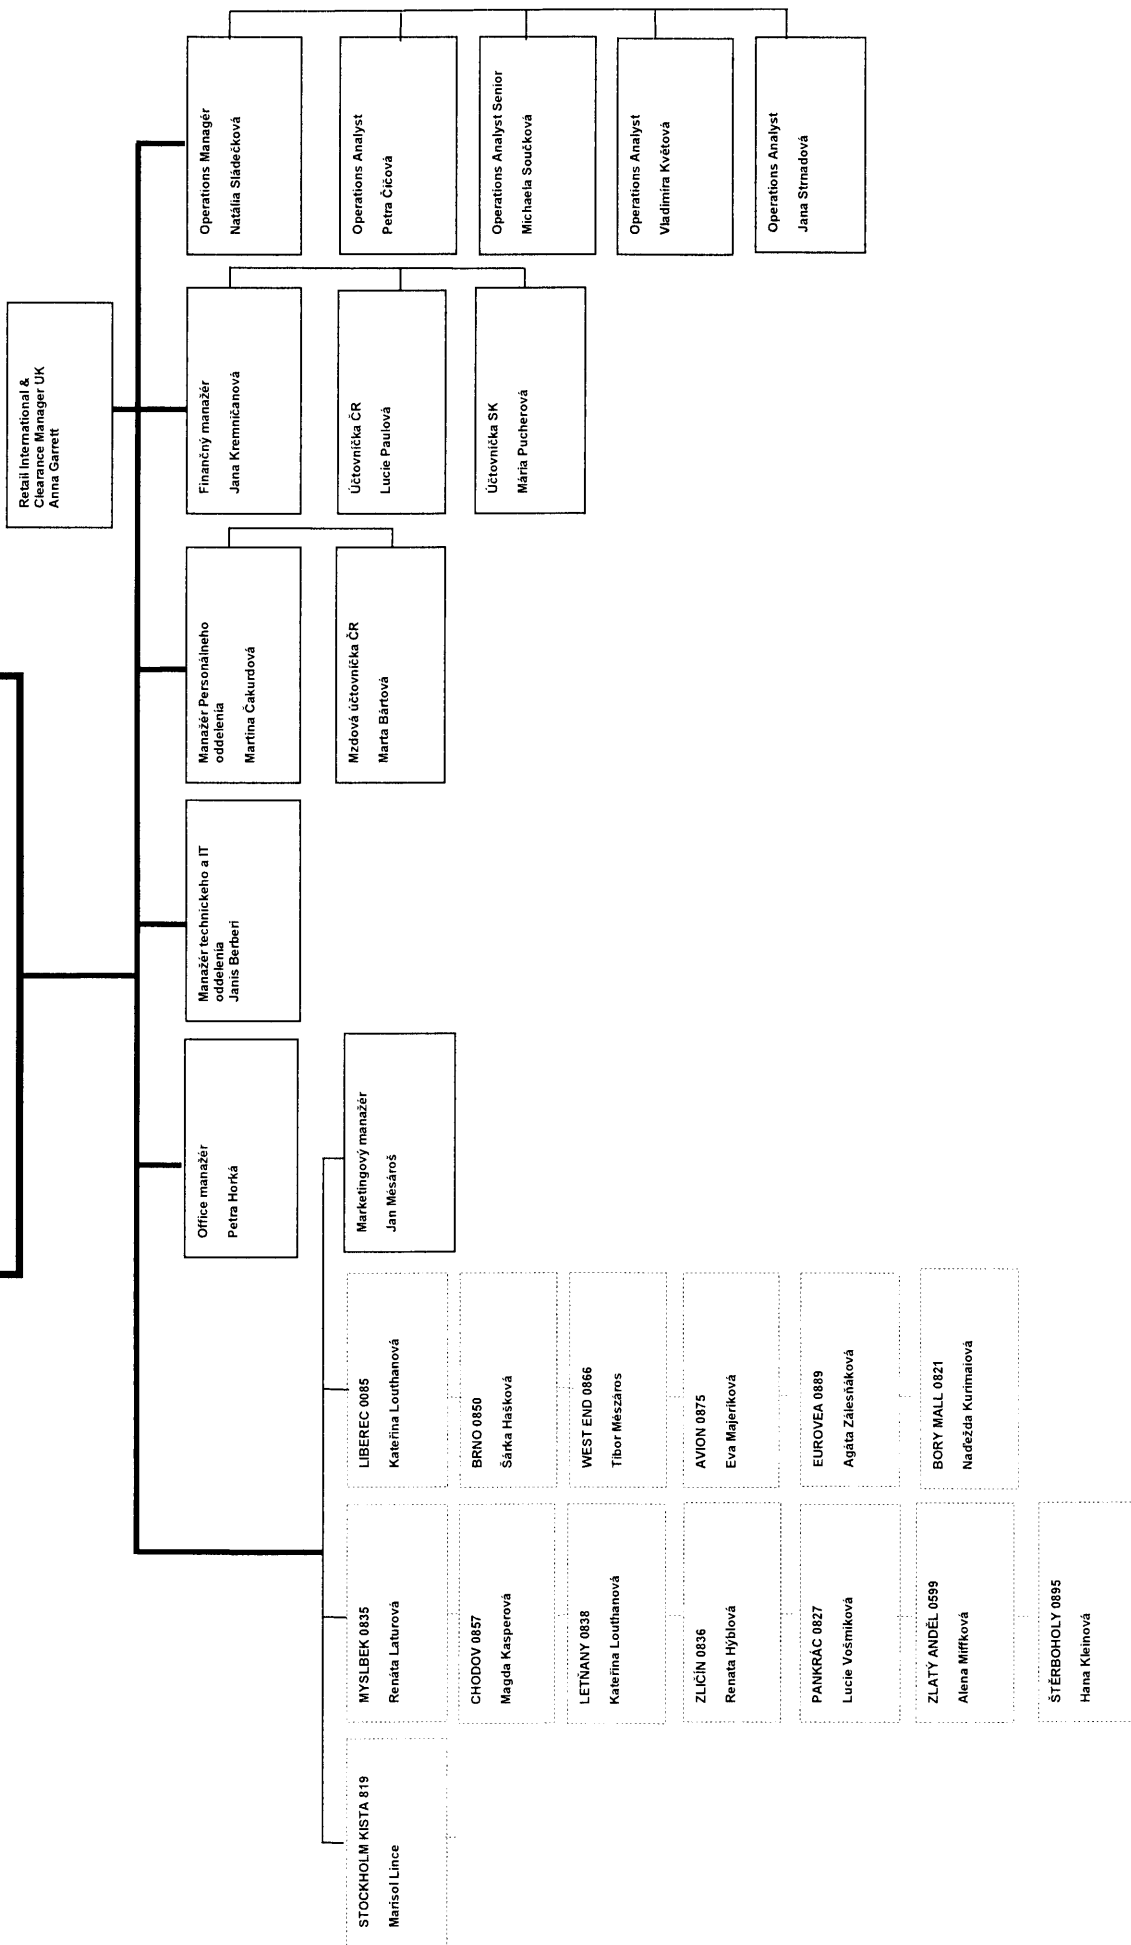 Retail International &
Clearance Manager UK
Anna Garrett
Office manažér
Petra Horká
Manažér technickeho a IT
oddelenia
Janis Berberi
Manažér Personálneho
oddelenia
Martina Čakurdová
Finančný manažér
Jana Kremničanová
Operations Managér
Natália Sládečková
Mzdová účtovníčka ČR
Marta Bártová
Účtovníčka ČR
Lucie Paulová
Operations Analyst
Petra Čičová
Účtovníčka SK
Mária Pucherová
Operations Analyst Senior
Michaela Součková
Operations Analyst
Vladimíra Květová
Operations Analyst
Jana Strnadová
STOCKHOLM KISTA 819
Marisol Lince
MYSLBEK 0835
Renáta Laturová
LIBEREC 0085
Kateřina Louthanová
Marketingový manažér
Jan Mésároš
CHODOV 0857
Magda Kasperová
BRNO 0850
Šárka Hašková
LETŇANY 0838
Kateřina Louthanová
WEST END 0866
Tibor Mészáros
ZLIČÍN 0836
Renata Hýblová
AVION 0875
Eva Majeríková
PANKRÁC 0827
Lucie Vošmiková
EUROVEA 0889
Agáta Zálesňáková
ZLATÝ ANDĚL 0599
Alena Miffková
BORY MALL 0821
Naďežda Kurimaiová
ŠTĚRBOHOLY 0895
Hana Kleinová